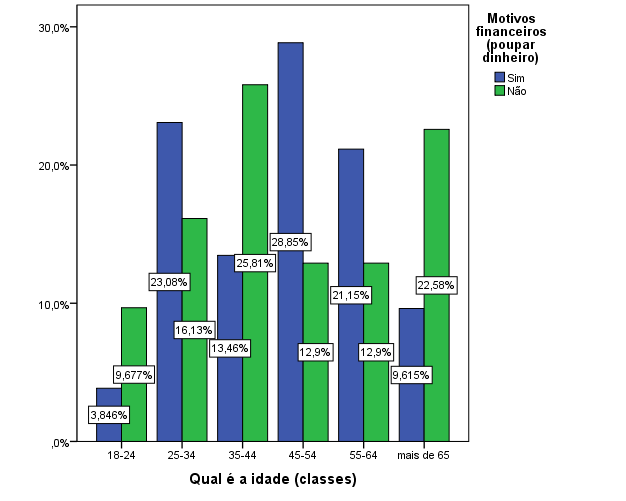 30,0%
20,0%
10,0%
,0%
3,846%
9,677%
23,08%
16,13%
13,46%
25,81%
28,85%
12,9%
21,15%
12,9%
9,615%
22,58%
18-24
25-34
35-44
45-54
55-64
mais de 65
Qual é a idade (classes)
Motivos
financeiros
(poupar
dinheiro)
Sim
Não